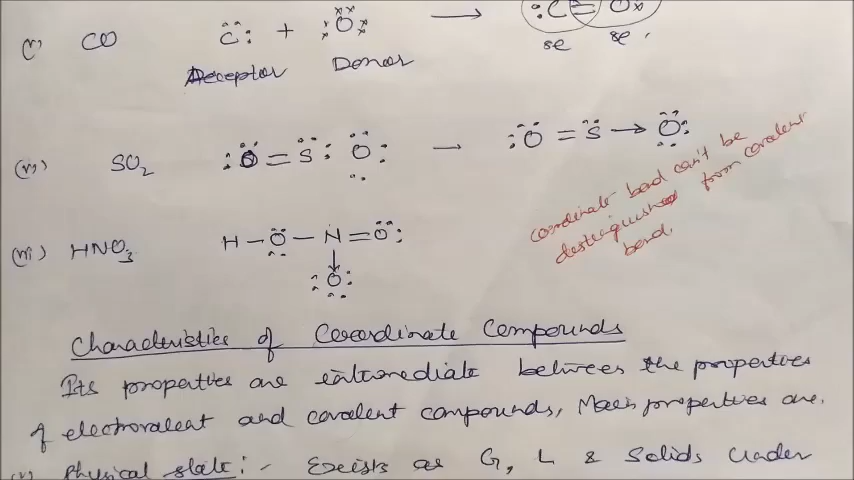 (v) CO :C: + :O: → :C ≡ O:
Acceptor Donor 8e 8e
(vi) SO₂ :O = S: O: → :O = S → O:
coordinate bond can't be
distinguished from covalent
bond.
(vii) HNO₃ H – O – N = O:
↓
:O:
Characteristics of Coordinate Compounds
Its properties are intermediate between the properties
of electrovalent and covalent compounds, Main properties are.
Physical state:- Exists as G, L & Solids under